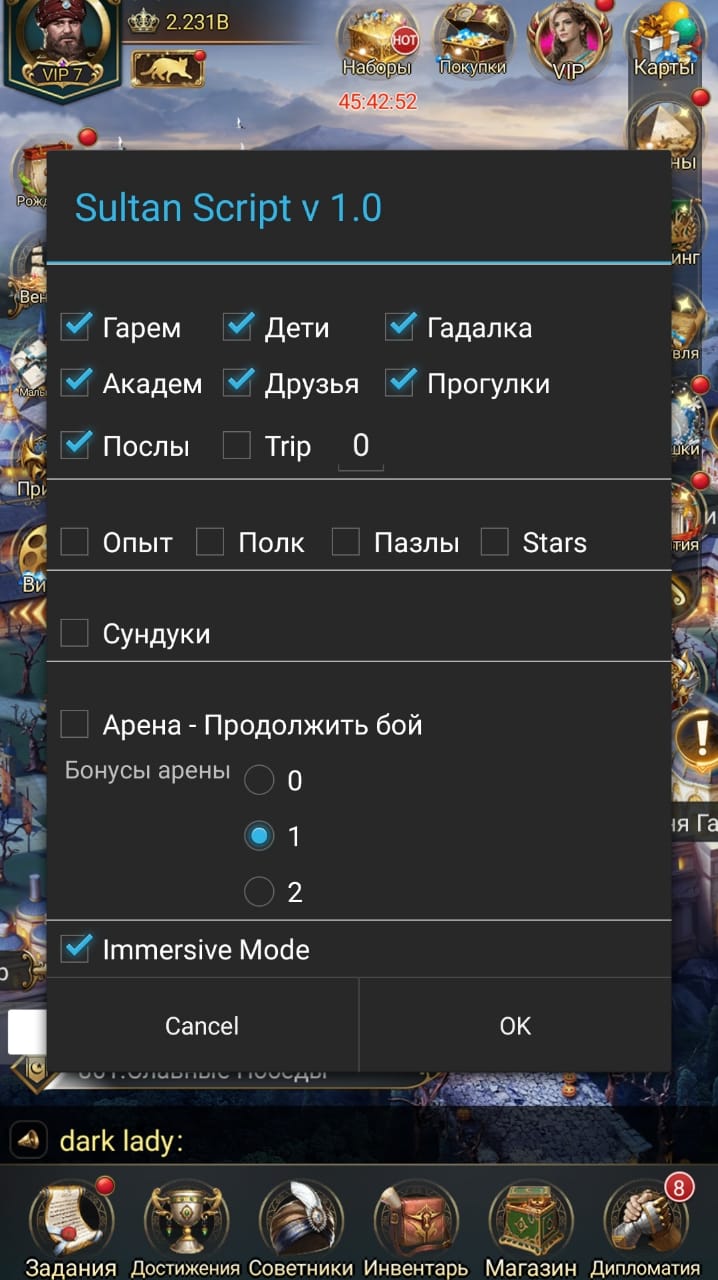 2.231B
VIP 7
HOT
Наборы
Покупки
VIP
Карты
45:42:52
Sultan Script v 1.0
Гарем
Дети
Гадалка
Академ
Друзья
Прогулки
Послы
Trip
0
Опыт
Полк
Пазлы
Stars
Сундуки
Арена - Продолжить бой
Бонусы арены
0
1
2
Immersive Mode
Cancel
OK
dark lady:
8
Задания
Достижения
Советники
Инвентарь
Магазин
Дипломатия